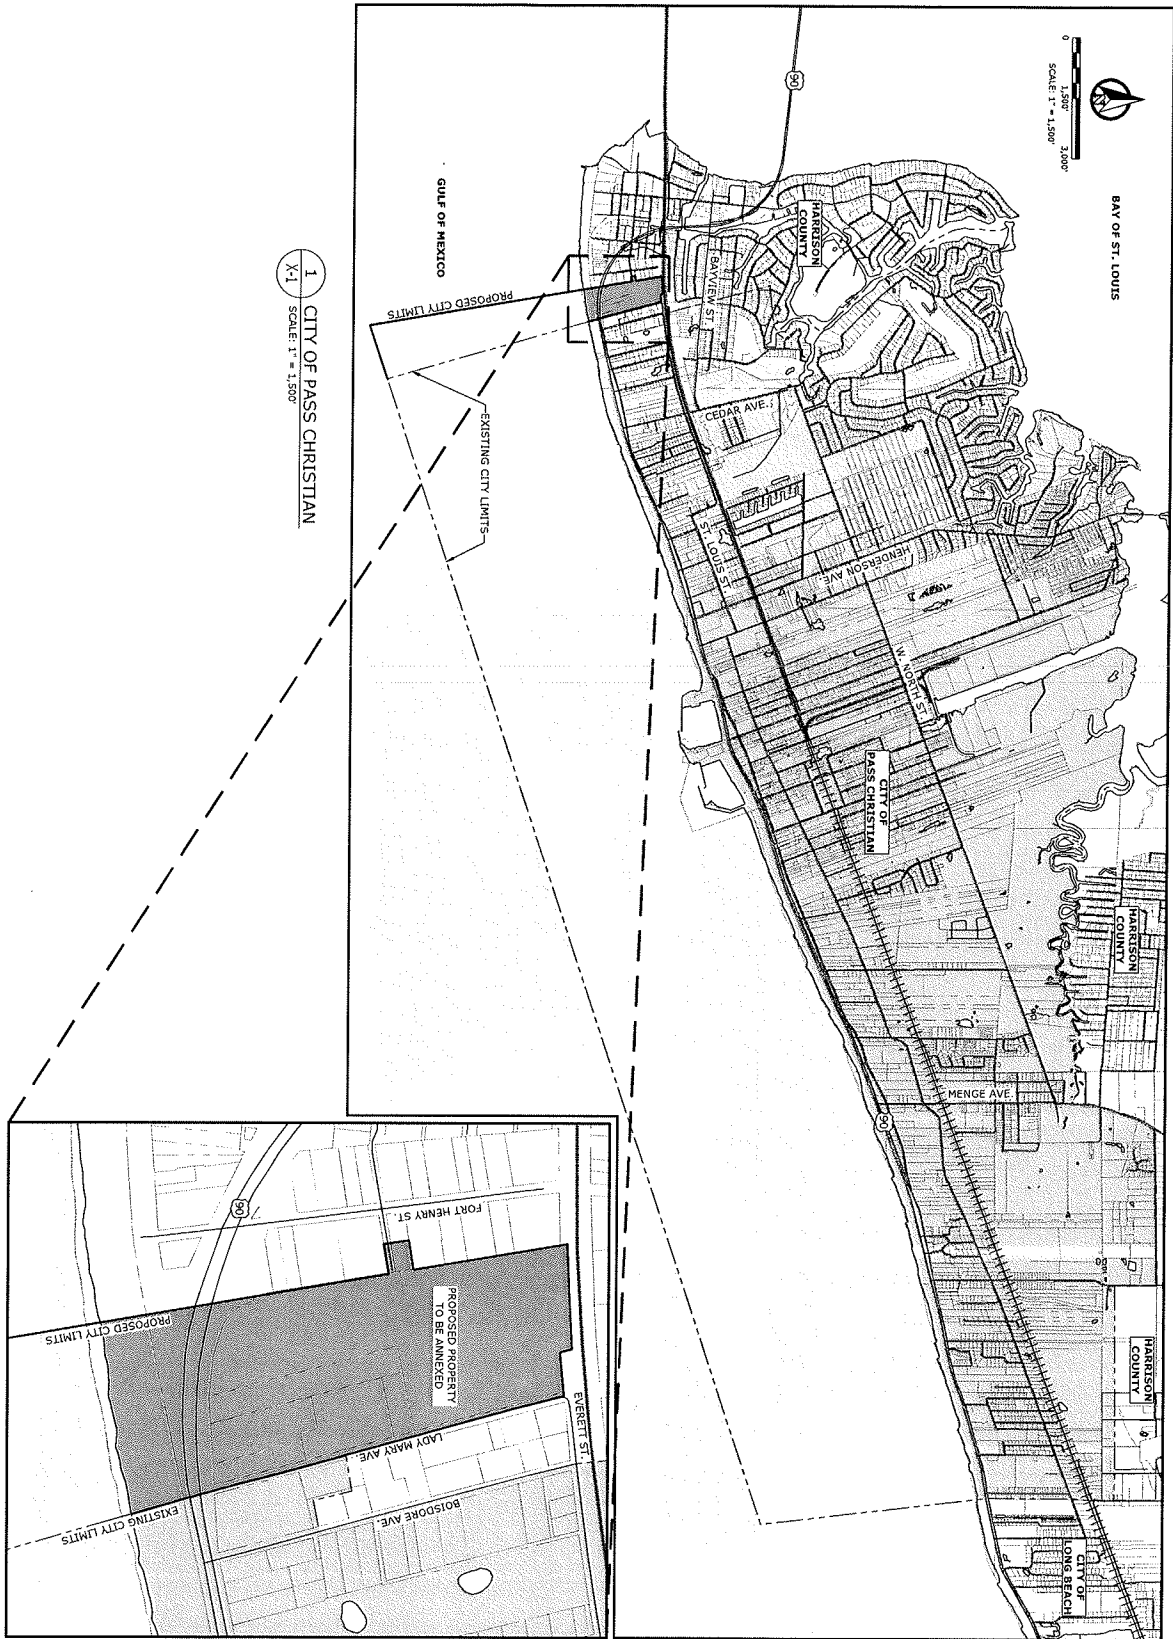 BAY OF ST. LOUIS
N
0 1,500' 3,000'
SCALE: 1" = 1,500'
90
HARRISON
COUNTY
BAYVIEW ST.
CEDAR AVE.
HENDERSON AVE.
ST. LOUIS ST.
W. NORTH ST.
CITY OF
PASS CHRISTIAN
HARRISON
COUNTY
MENGE AVE.
90
HARRISON
COUNTY
CITY OF
LONG BEACH
GULF OF MEXICO
PROPOSED CITY LIMITS
EXISTING CITY LIMITS
1
X-1
CITY OF PASS CHRISTIAN
SCALE: 1" = 1,500'
EVERETT ST.
FORT HENRY ST.
PROPOSED PROPERTY
TO BE ANNEXED
LADY MARY AVE.
BOISDORE AVE.
90
PROPOSED CITY LIMITS
EXISTING CITY LIMITS